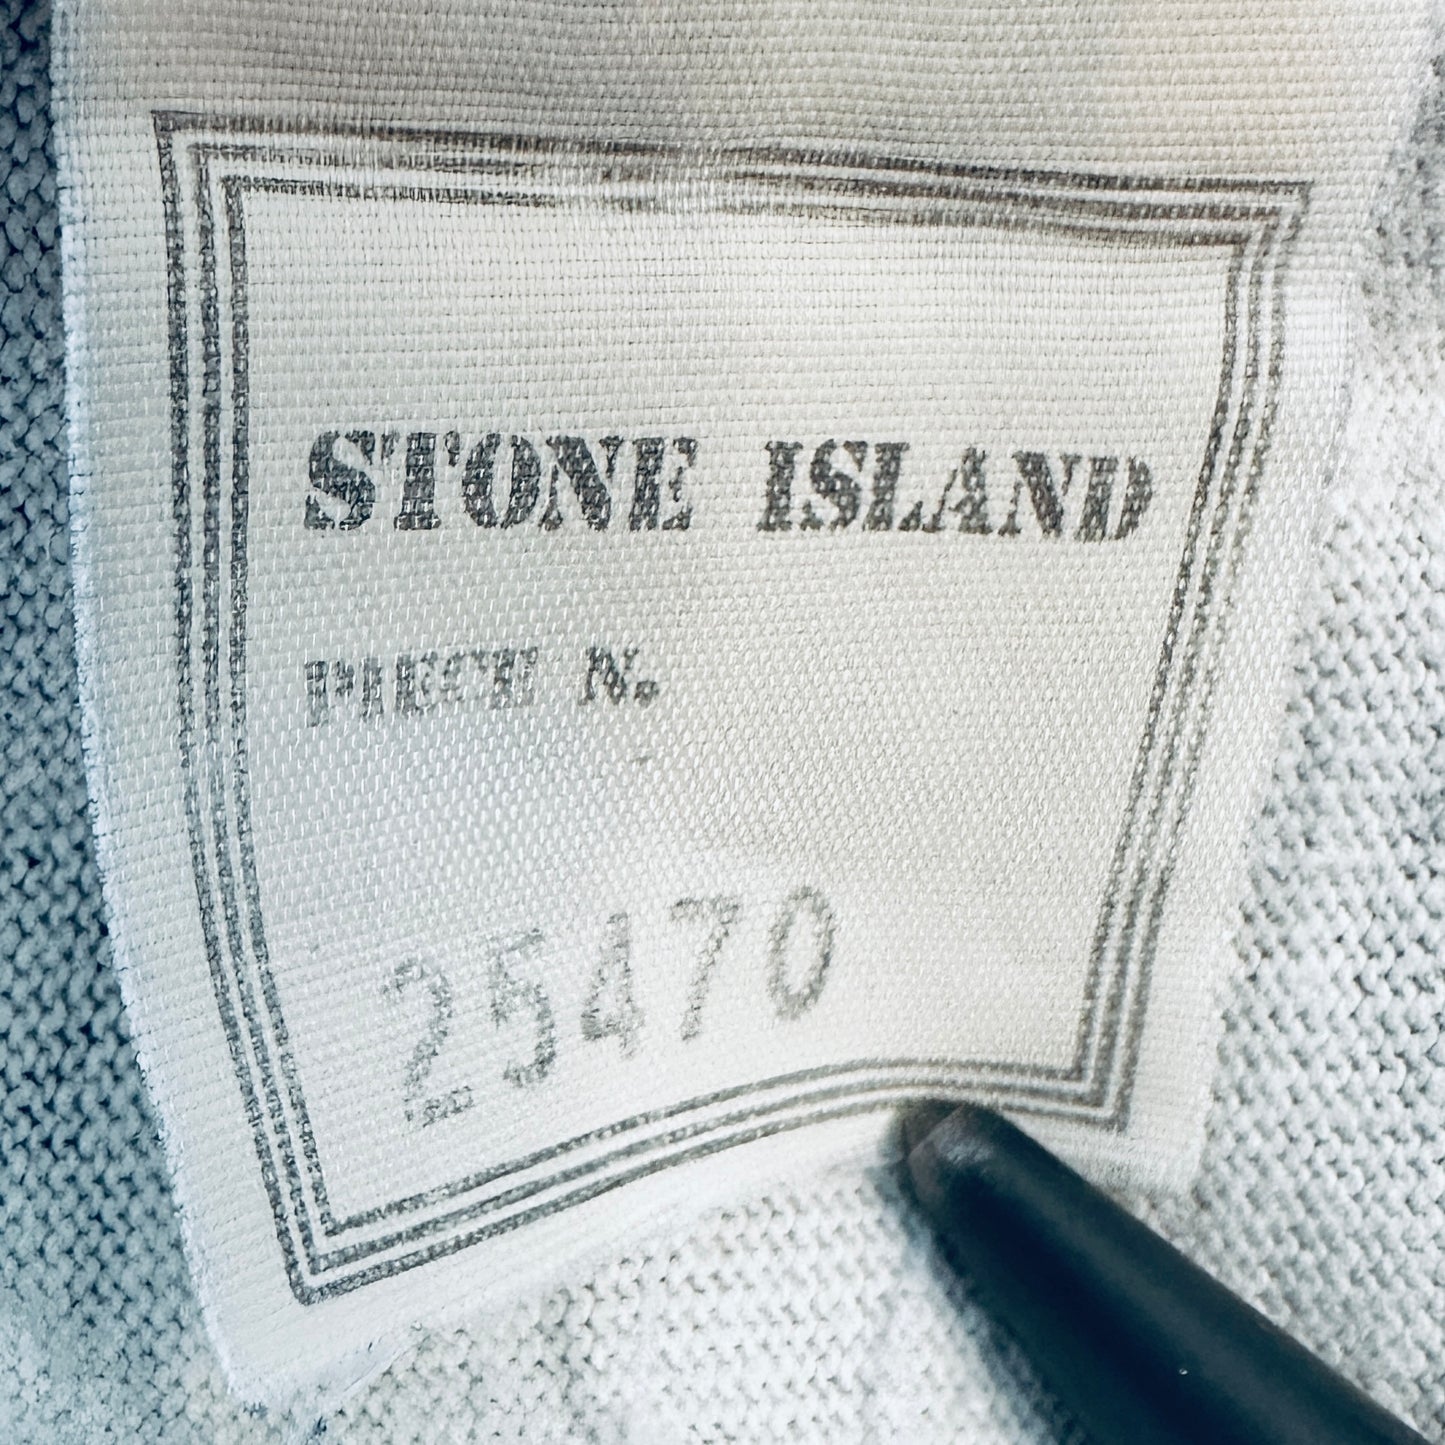 STONE ISLAND
PIECE N.
25470